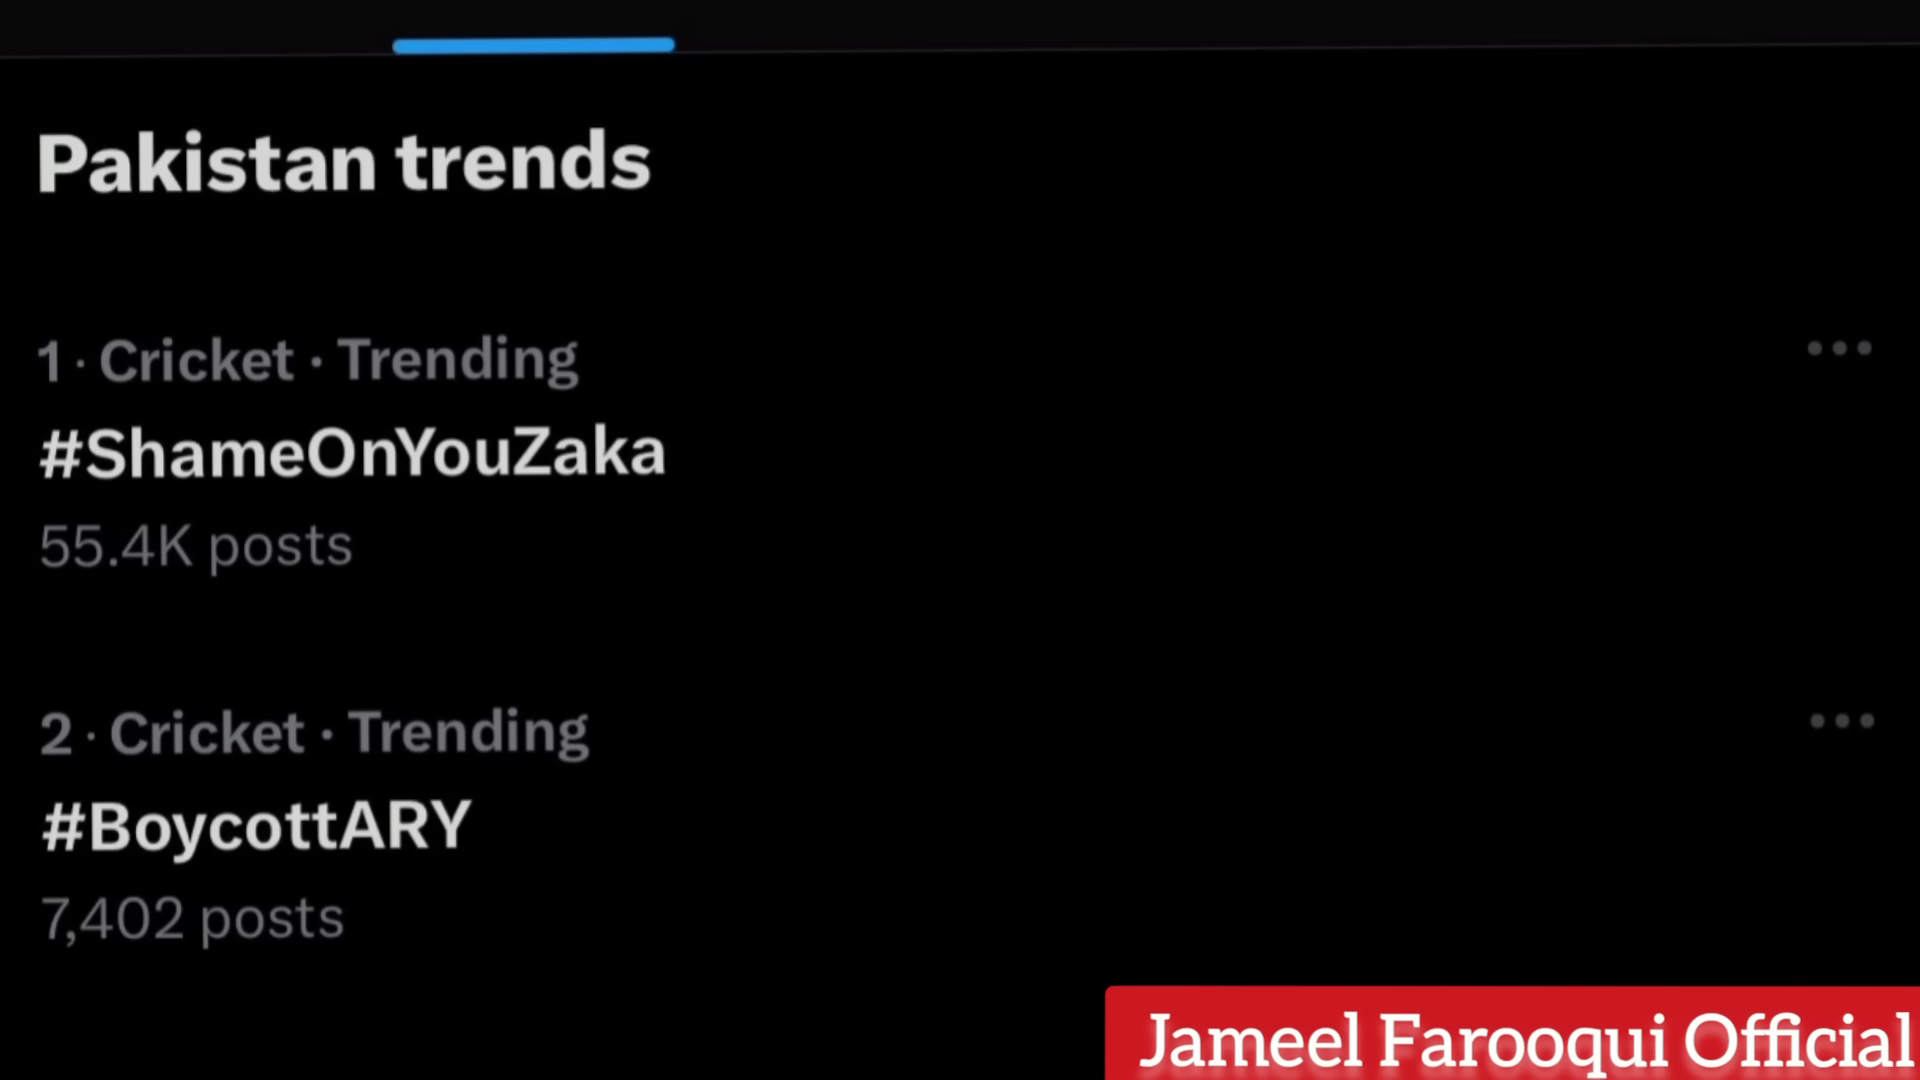 Pakistan trends
1 · Cricket · Trending
#ShameOnYouZaka
55.4K posts
2 · Cricket · Trending
#BoycottARY
7,402 posts
Jameel Farooqui Official